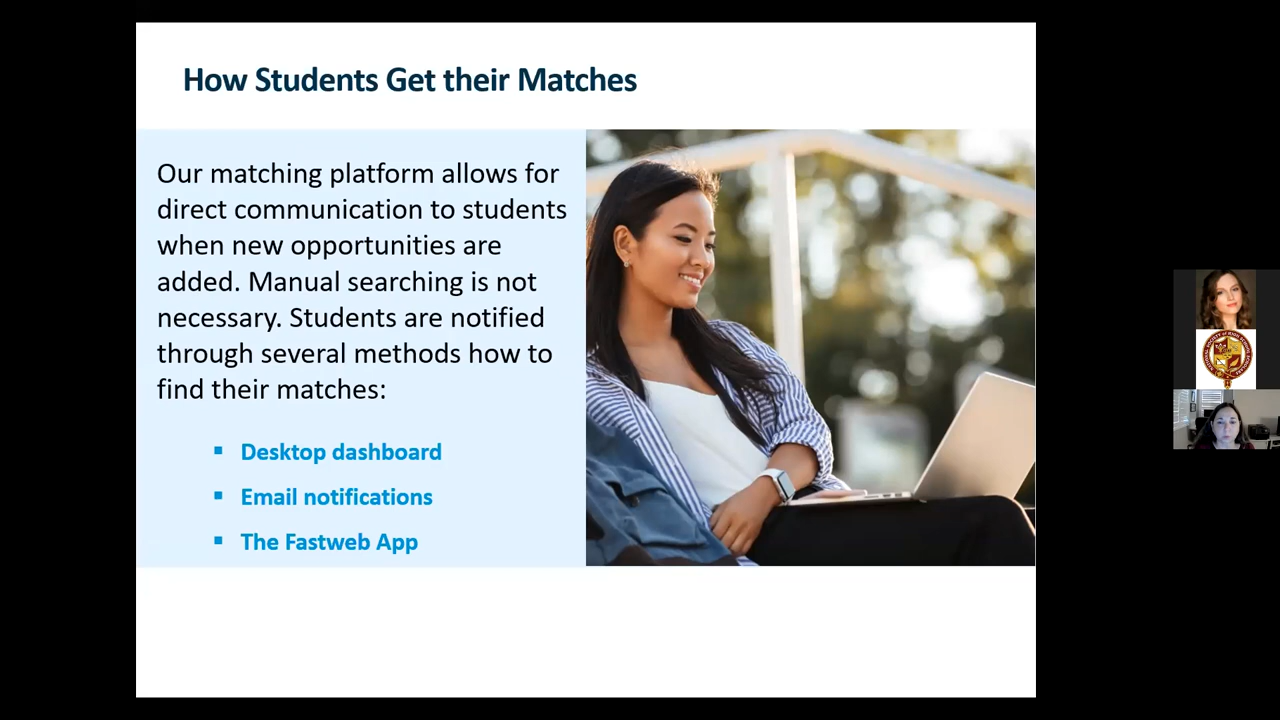 How Students Get their Matches
Our matching platform allows for
direct communication to students
when new opportunities are
added. Manual searching is not
necessary. Students are notified
through several methods how to
find their matches:
▪ Desktop dashboard
▪ Email notifications
▪ The Fastweb App